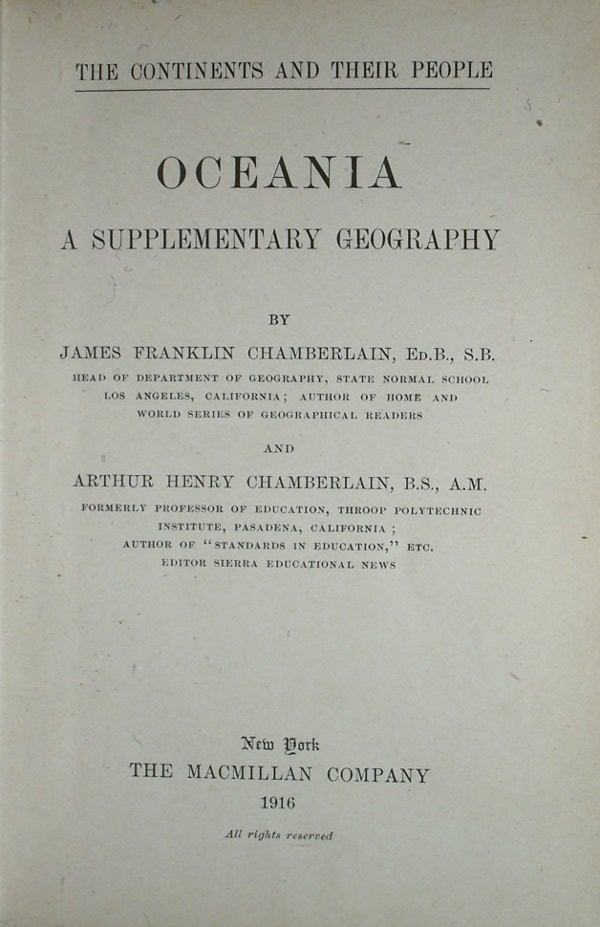 THE CONTINENTS AND THEIR PEOPLE
OCEANIA
A SUPPLEMENTARY GEOGRAPHY
BY
JAMES FRANKLIN CHAMBERLAIN, ED.B., S.B.
HEAD OF DEPARTMENT OF GEOGRAPHY, STATE NORMAL SCHOOL
LOS ANGELES, CALIFORNIA; AUTHOR OF HOME AND
WORLD SERIES OF GEOGRAPHICAL READERS
AND
ARTHUR HENRY CHAMBERLAIN, B.S., A.M.
FORMERLY PROFESSOR OF EDUCATION, THROOP POLYTECHNIC
INSTITUTE, PASADENA, CALIFORNIA;
AUTHOR OF "STANDARDS IN EDUCATION," ETC.
EDITOR SIERRA EDUCATIONAL NEWS
New York
THE MACMILLAN COMPANY
1916
All rights reserved